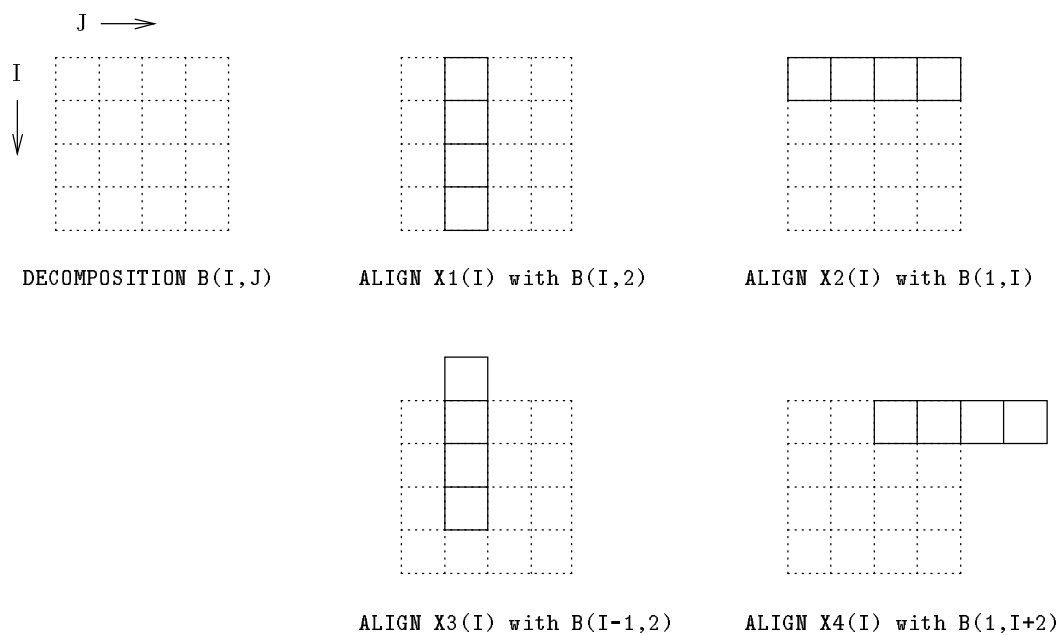 J
I
DECOMPOSITION B(I,J)
ALIGN X1(I) with B(I,2)
ALIGN X2(I) with B(1,I)
ALIGN X3(I) with B(I-1,2)
ALIGN X4(I) with B(1,I+2)